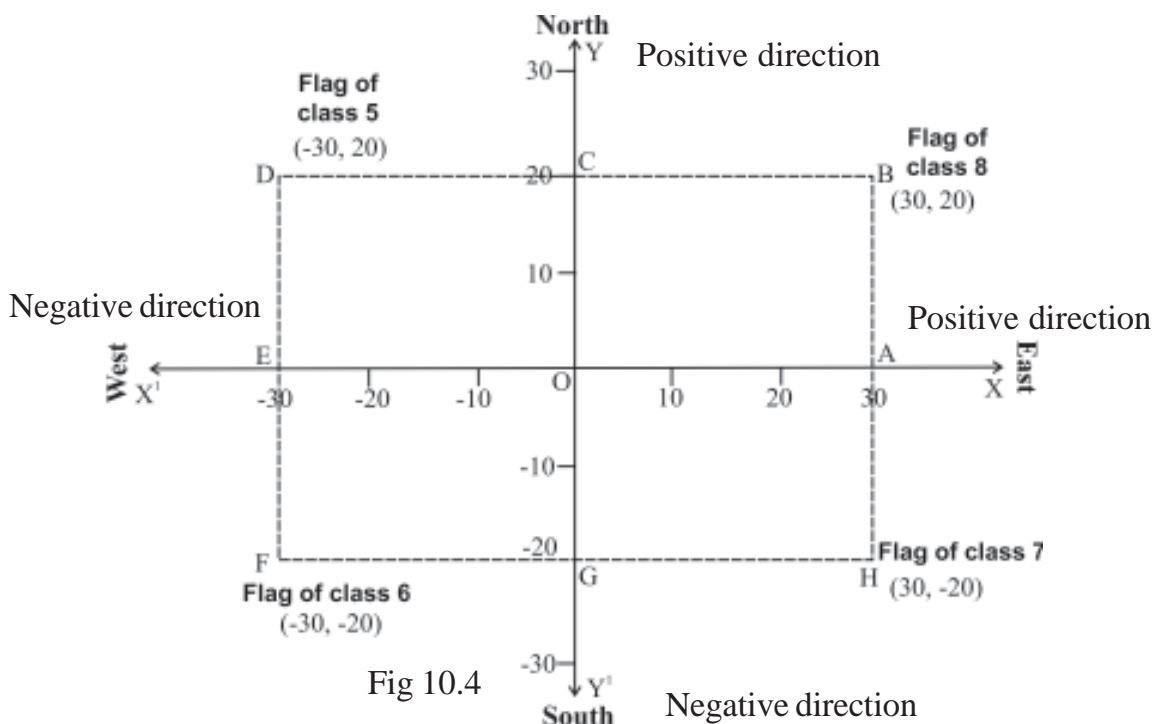 North
Y
Positive direction
30
Flag of
class 5
(-30, 20)
Flag of
class 8
(30, 20)
D
20
C
B
10
Negative direction
Positive direction
West
X¹
E
O
A
X
East
-30
-20
-10
10
20
30
-10
-20
F
G
H
Flag of class 7
(30, -20)
Flag of class 6
(-30, -20)
-30
Fig 10.4
Y¹
South
Negative direction